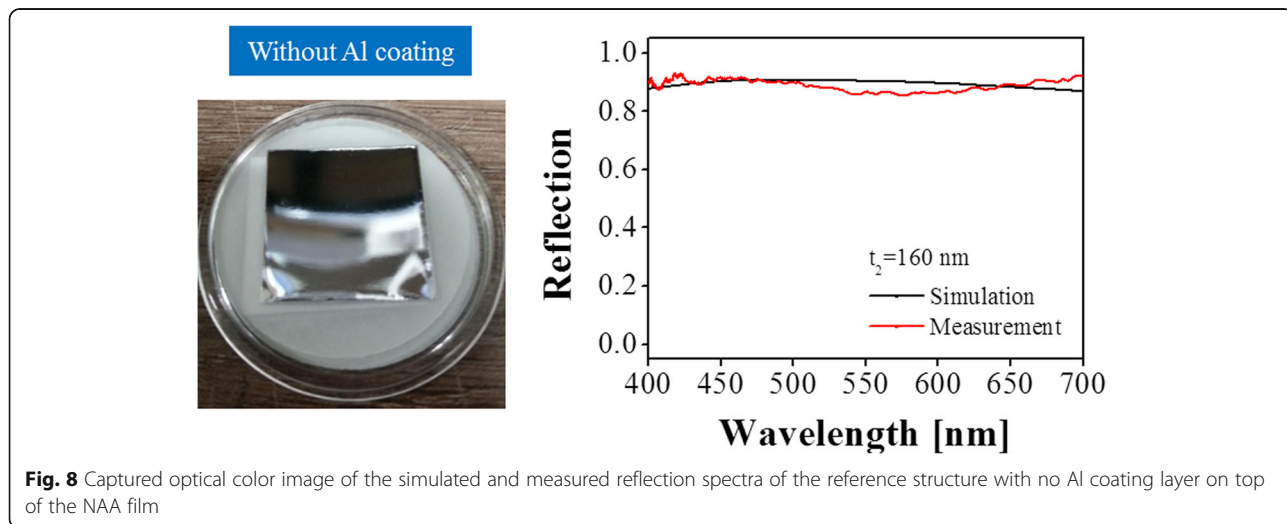 Without Al coating
1.0
0.8
0.6
0.4
0.2
0.0
Reflection
t₂=160 nm
Simulation
Measurement
400 450 500 550 600 650 700
Wavelength [nm]
Fig. 8 Captured optical color image of the simulated and measured reflection spectra of the reference structure with no Al coating layer on top
of the NAA film